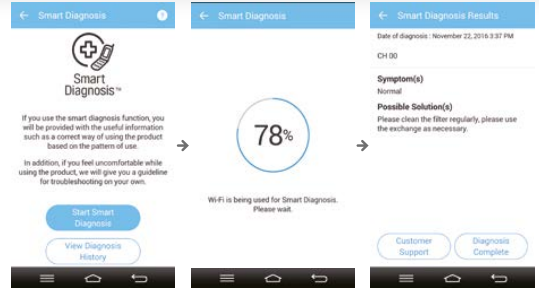 Smart Diagnosis
?
Smart
Diagnosis™
If you use the smart diagnosis function, you
will be provided with the useful information
such as a correct way of using the product
based on the pattern of use.
In addition, if you feel uncomfortable while
using the product, we will give you a guideline
for troubleshooting on your own.
Start Smart
Diagnosis
View Diagnosis
History
Smart Diagnosis
78%
Wi-Fi is being used for Smart Diagnosis.
Please wait.
Smart Diagnosis Results
Date of diagnosis : November 22, 2016 3:37 PM
CH 00
Symptom(s)
Normal
Possible Solution(s)
Please clean the filter regularly, please use
the exchange as necessary.
Customer
Support
Diagnosis
Complete